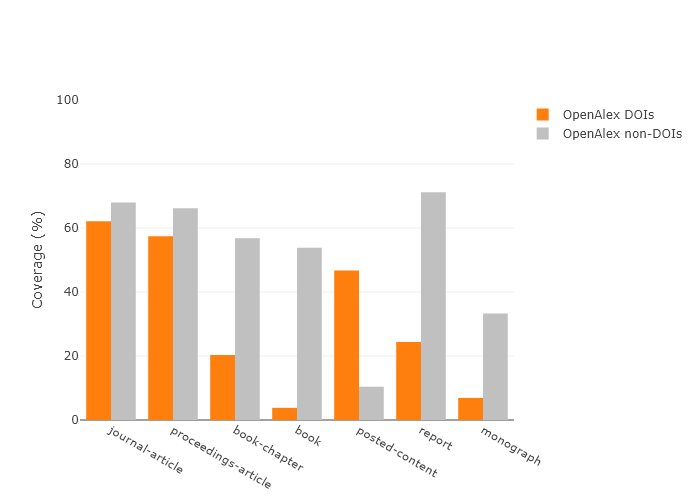 100
80
60
40
20
0
Coverage (%)
journal-article
proceedings-article
book-chapter
book
posted-content
report
monograph
OpenAlex DOIs
OpenAlex non-DOIs